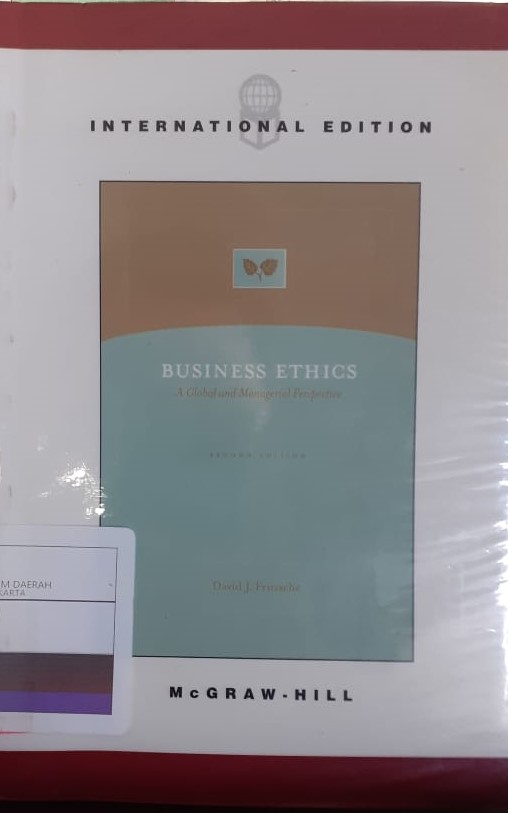 INTERNATIONAL EDITION
BUSINESS ETHICS
A Global and Managerial Perspective
SECOND EDITION
David J. Fritzsche
M DAERAH
KARTA
McGRAW-HILL